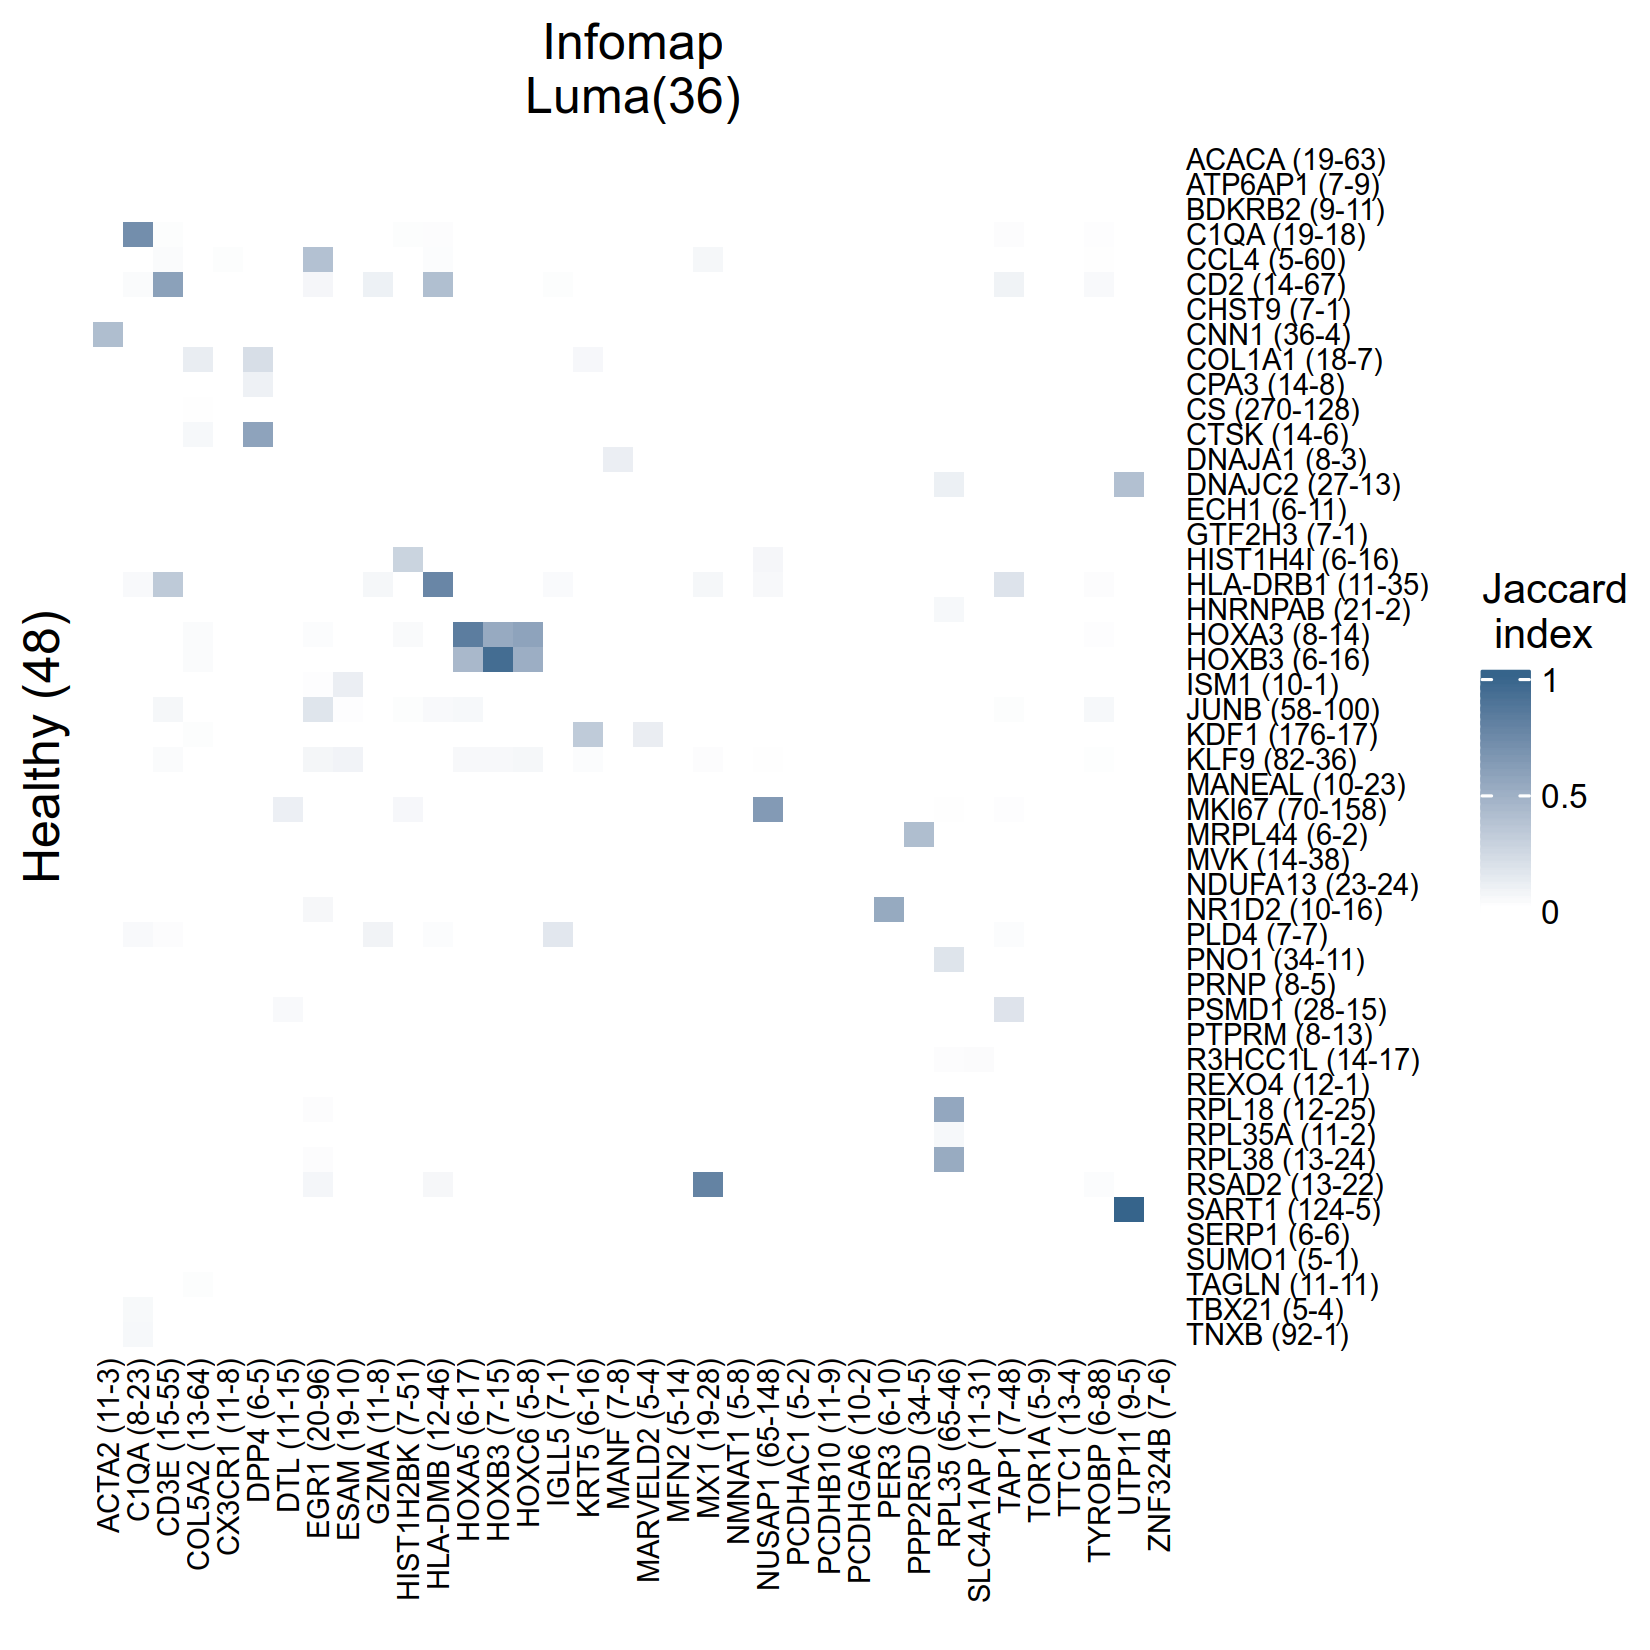 Infomap
Luma(36)
ACACA (19-63)
ATP6AP1 (7-9)
BDKRB2 (9-11)
C1QA (19-18)
CCL4 (5-60)
CD2 (14-67)
CHST9 (7-1)
CNN1 (36-4)
COL1A1 (18-7)
CPA3 (14-8)
CS (270-128)
CTSK (14-6)
DNAJA1 (8-3)
DNAJC2 (27-13)
ECH1 (6-11)
GTF2H3 (7-1)
HIST1H4I (6-16)
HLA-DRB1 (11-35)
HNRNPAB (21-2)
HOXA3 (8-14)
HOXB3 (6-16)
ISM1 (10-1)
JUNB (58-100)
KDF1 (176-17)
KLF9 (82-36)
MANEAL (10-23)
MKI67 (70-158)
MRPL44 (6-2)
MVK (14-38)
NDUFA13 (23-24)
NR1D2 (10-16)
PLD4 (7-7)
PNO1 (34-11)
PRNP (8-5)
PSMD1 (28-15)
PTPRM (8-13)
R3HCC1L (14-17)
REXO4 (12-1)
RPL18 (12-25)
RPL35A (11-2)
RPL38 (13-24)
RSAD2 (13-22)
SART1 (124-5)
SERP1 (6-6)
SUMO1 (5-1)
TAGLN (11-11)
TBX21 (5-4)
TNXB (92-1)
Healthy (48)
Jaccard
index
1
0.5
0
ACTA2 (11-3)
C1QA (8-23)
CD3E (15-55)
COL5A2 (13-64)
CX3CR1 (11-8)
DPP4 (6-5)
DTL (11-15)
EGR1 (20-96)
ESAM (19-10)
GZMA (11-8)
HIST1H2BK (7-51)
HLA-DMB (12-46)
HOXA5 (6-17)
HOXB3 (7-15)
HOXC6 (5-8)
IGLL5 (7-1)
KRT5 (6-16)
MANF (7-8)
MARVELD2 (5-4)
MFN2 (5-14)
MX1 (19-28)
NMNAT1 (5-8)
NUSAP1 (65-148)
PCDHAC1 (5-2)
PCDHB10 (11-9)
PCDHGA6 (10-2)
PER3 (6-10)
PPP2R5D (34-5)
RPL35 (65-46)
SLC4A1AP (11-31)
TAP1 (7-48)
TOR1A (5-9)
TTC1 (13-4)
TYROBP (6-88)
UTP11 (9-5)
ZNF324B (7-6)